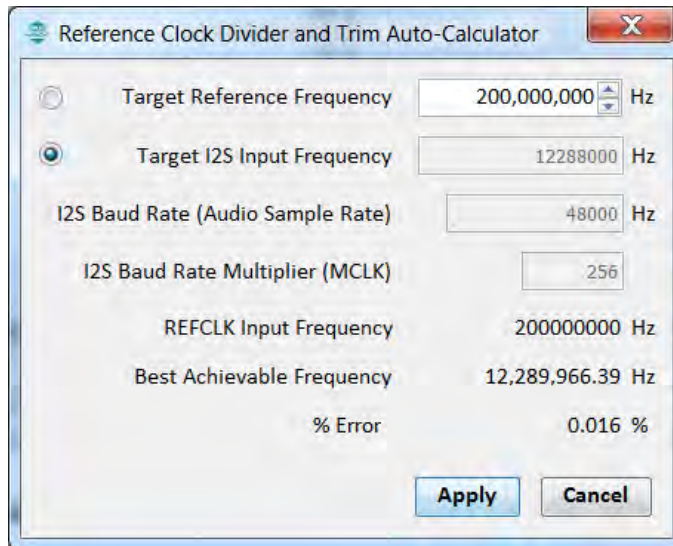 Reference Clock Divider and Trim Auto-Calculator
Target Reference Frequency 200,000,000 Hz
Target I2S Input Frequency 12288000 Hz
I2S Baud Rate (Audio Sample Rate) 48000 Hz
I2S Baud Rate Multiplier (MCLK) 256
REFCLK Input Frequency 200000000 Hz
Best Achievable Frequency 12,289,966.39 Hz
% Error 0.016 %
Apply Cancel